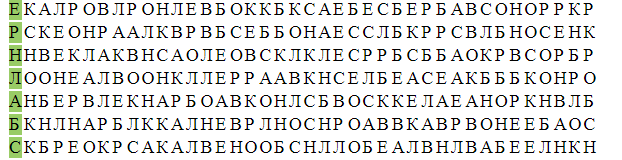 Е К А Л Р О В Л Р О Н Л Е В Б О К К Б К С А Е Б Е С Б Е Р Б А В С О Н О Р Р К Р
Р С К Е О Н Р А А Л К В Р В Б С Е Б Б О Н А Е С С Л Б К Р Р С В Л Б Н О С Е Н К
Н Н В Е К Л А К В Н С А О Л Е О В С К Л К Л Е С Р Р Б С Б Б А О К Р В С О Р Б Р
Л О О Н Е А Л В О О Н К Л Л Е Р Р А А В К Н С Е Л Б Е А С Е А К Б Б Б К О Н Р О
А Н Б Е Р В Л Е К Н А Р Б О А В К О Н Л С Б В О С К К Е Л А Е А Н О Р К Н В Л Б
Б К Н Л Н А Р Б Л К К А Л Н Е В Р Л Н О С Н Р О А В В К А В Р В О Н Е Е Б А О С
С К Б Р Е О К Р С А К А Л В Е Н О О Б С Н Л Л О Б Е А Л В Н Л В А Б Е Е Л Н К Н